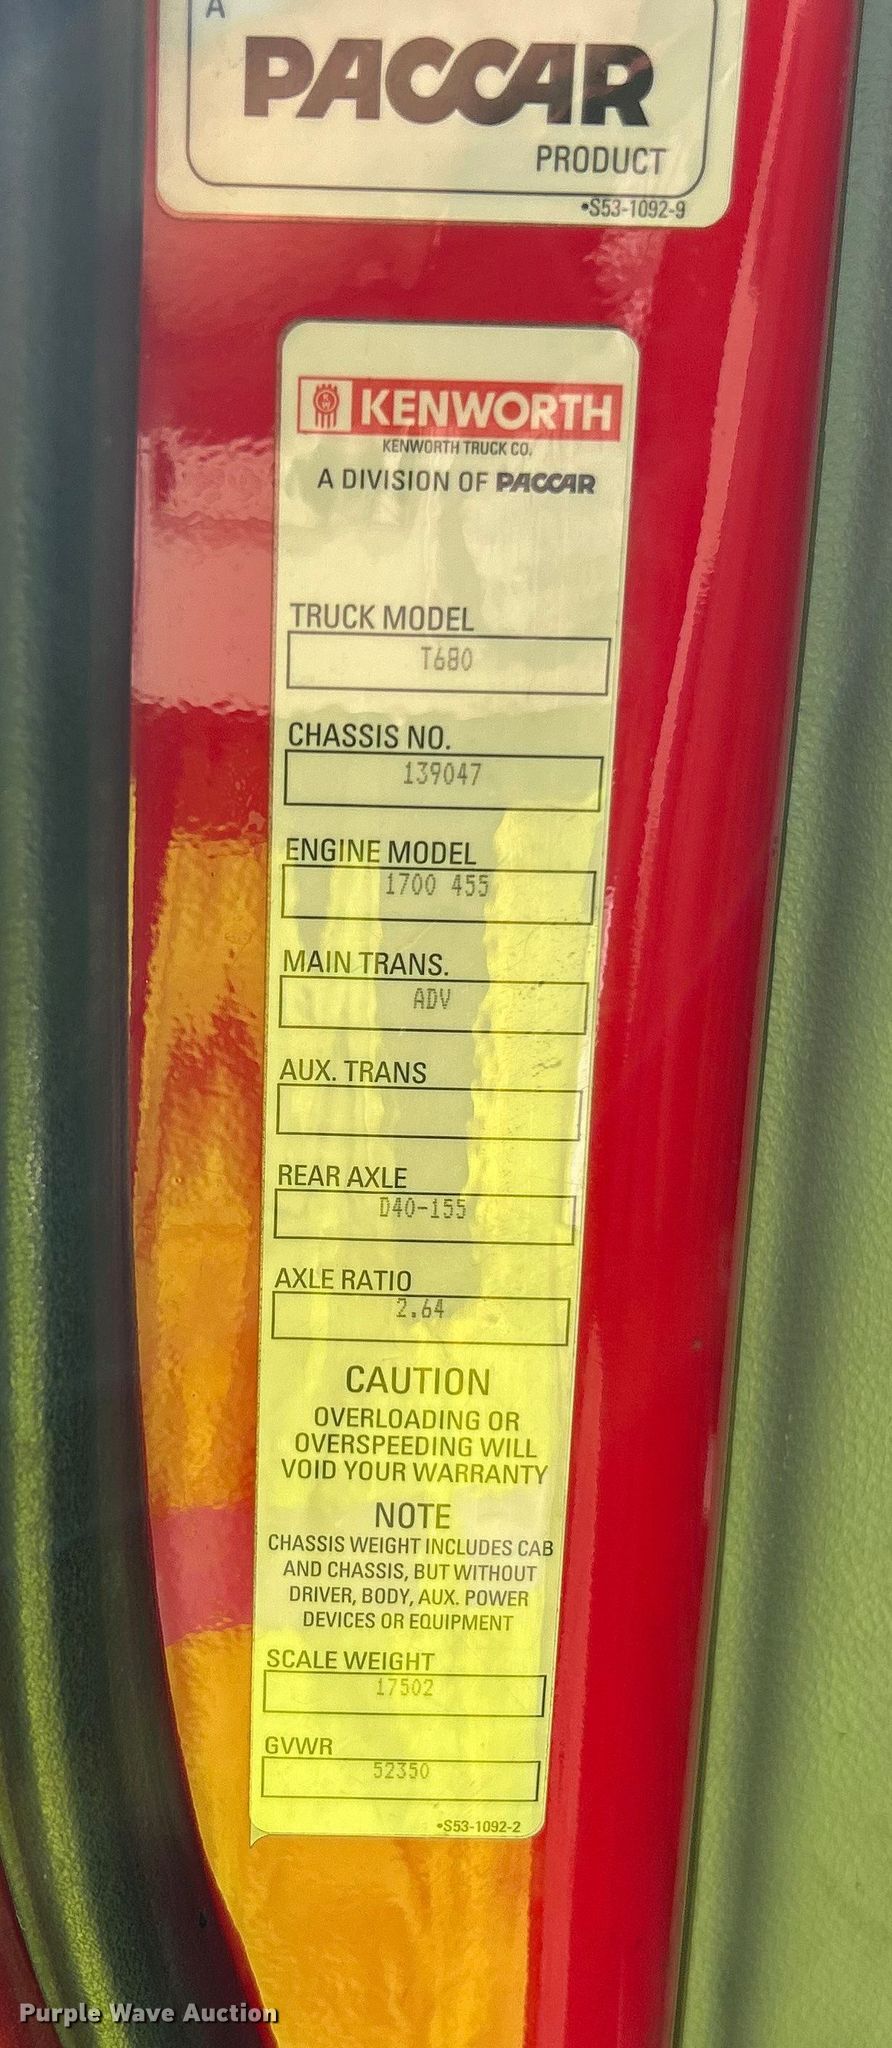 A
PACCAR
PRODUCT
•S53-1092-9
KENWORTH
KENWORTH TRUCK CO.
A DIVISION OF PACCAR
TRUCK MODEL
T680
CHASSIS NO.
139047
ENGINE MODEL
1700 455
MAIN TRANS.
ADV
AUX. TRANS
REAR AXLE
D40-155
AXLE RATIO
2.64
CAUTION
OVERLOADING OR
OVERSPEEDING WILL
VOID YOUR WARRANTY
NOTE
CHASSIS WEIGHT INCLUDES CAB
AND CHASSIS, BUT WITHOUT
DRIVER, BODY, AUX. POWER
DEVICES OR EQUIPMENT
SCALE WEIGHT
17502
GVWR
52350
•S53-1092-2
Purple Wave Auction